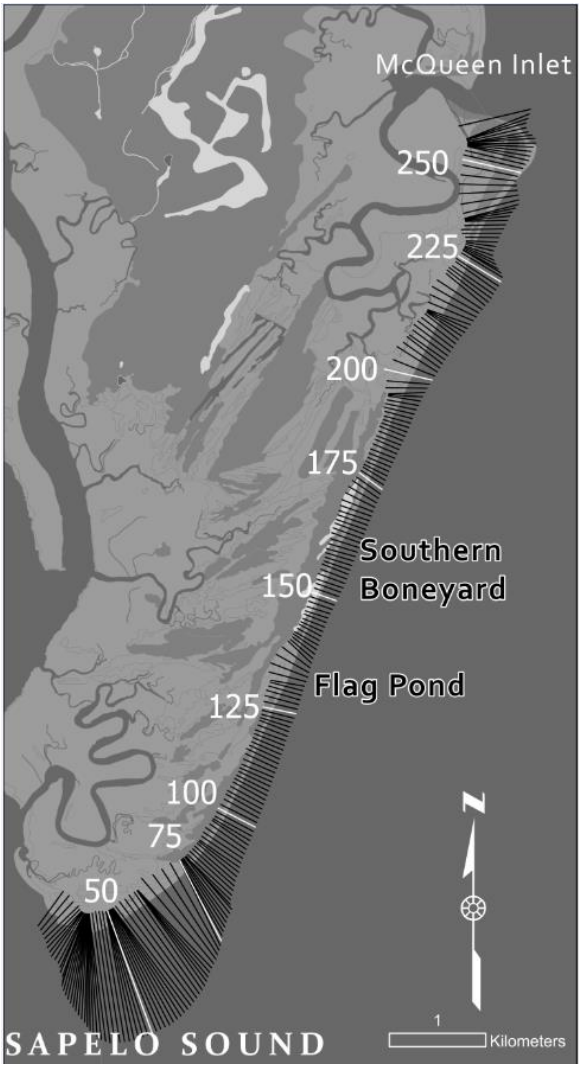 McQueen Inlet
250
225
200
175
Southern
Boneyard
150
Flag Pond
125
100
75
50
N
1
SAPELO SOUND
Kilometers